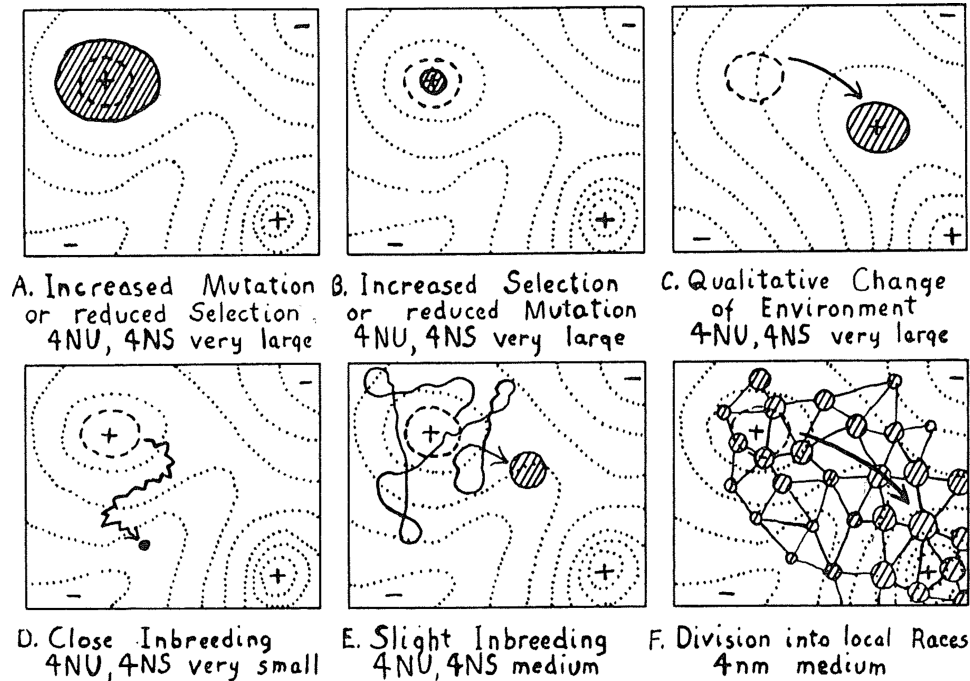 A. Increased Mutation
or reduced Selection
4NU, 4NS very large
B. Increased Selection
or reduced Mutation
4NU, 4NS very large
C. Qualitative Change
of Environment
4NU, 4NS very large
D. Close Inbreeding
4NU, 4NS very small
E. Slight Inbreeding
4NU, 4NS medium
F. Division into local Races
4nm medium